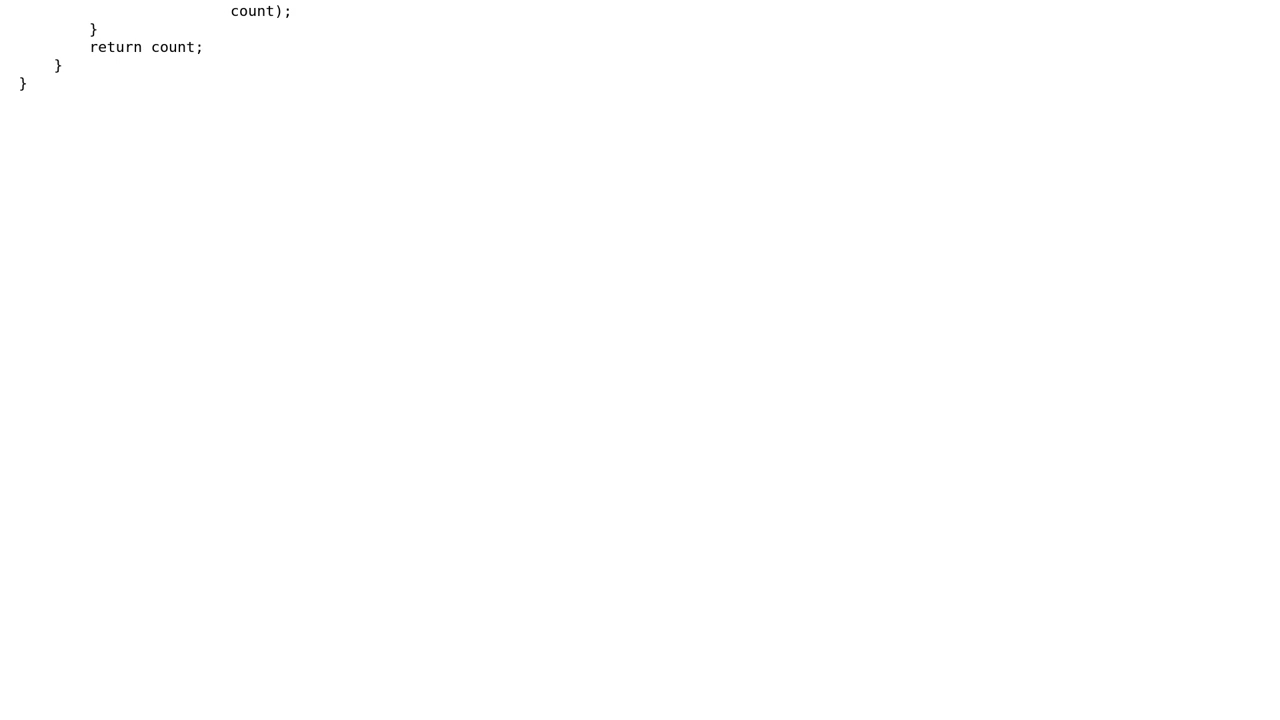 count);
        }
        return count;
    }
}